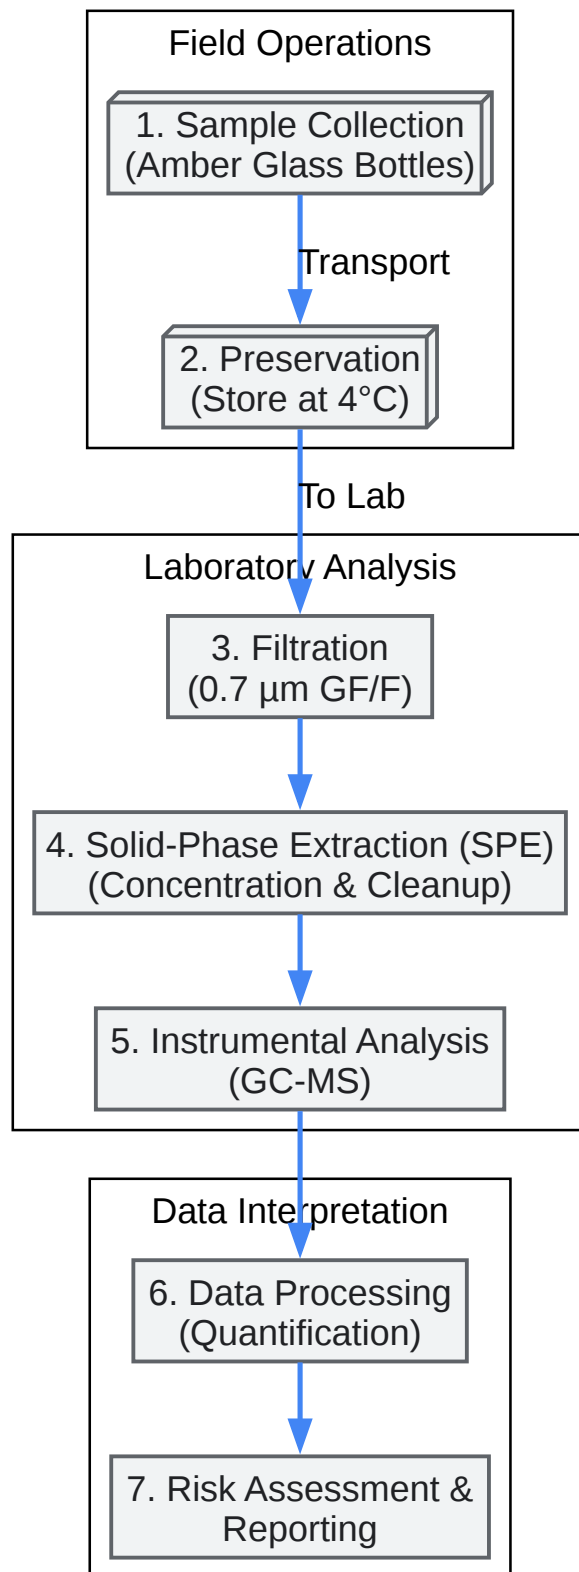 Field Operations
1. Sample Collection
(Amber Glass Bottles)
Transport
2. Preservation
(Store at 4°C)
To Lab
Laboratory Analysis
3. Filtration
(0.7 µm GF/F)
4. Solid-Phase Extraction (SPE)
(Concentration & Cleanup)
5. Instrumental Analysis
(GC-MS)
Data Interpretation
6. Data Processing
(Quantification)
7. Risk Assessment &
Reporting